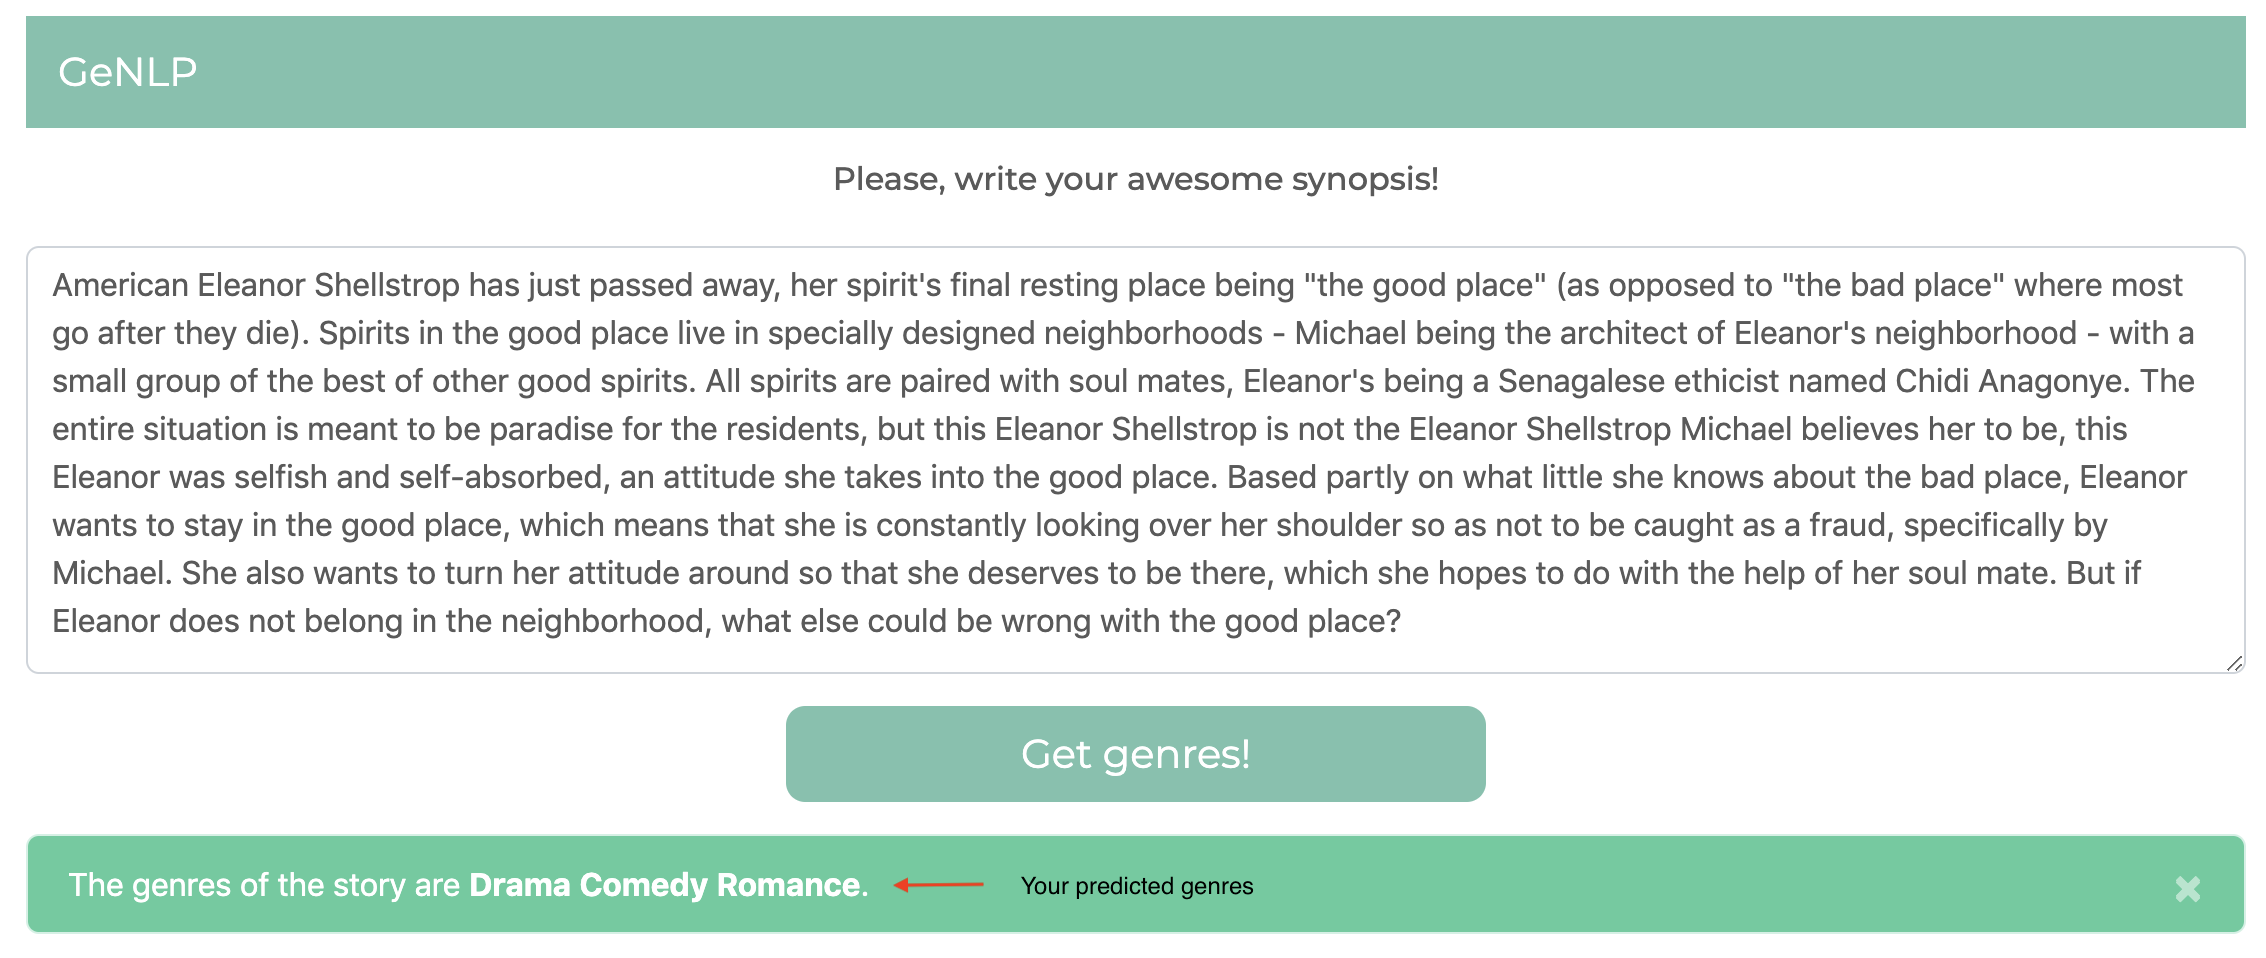 GeNLP
Please, write your awesome synopsis!
American Eleanor Shellstrop has just passed away, her spirit's final resting place being "the good place" (as opposed to "the bad place" where most
go after they die). Spirits in the good place live in specially designed neighborhoods - Michael being the architect of Eleanor's neighborhood - with a
small group of the best of other good spirits. All spirits are paired with soul mates, Eleanor's being a Senagalese ethicist named Chidi Anagonye. The
entire situation is meant to be paradise for the residents, but this Eleanor Shellstrop is not the Eleanor Shellstrop Michael believes her to be, this
Eleanor was selfish and self-absorbed, an attitude she takes into the good place. Based partly on what little she knows about the bad place, Eleanor
wants to stay in the good place, which means that she is constantly looking over her shoulder so as not to be caught as a fraud, specifically by
Michael. She also wants to turn her attitude around so that she deserves to be there, which she hopes to do with the help of her soul mate. But if
Eleanor does not belong in the neighborhood, what else could be wrong with the good place?
Get genres!
The genres of the story are Drama Comedy Romance. Your predicted genres